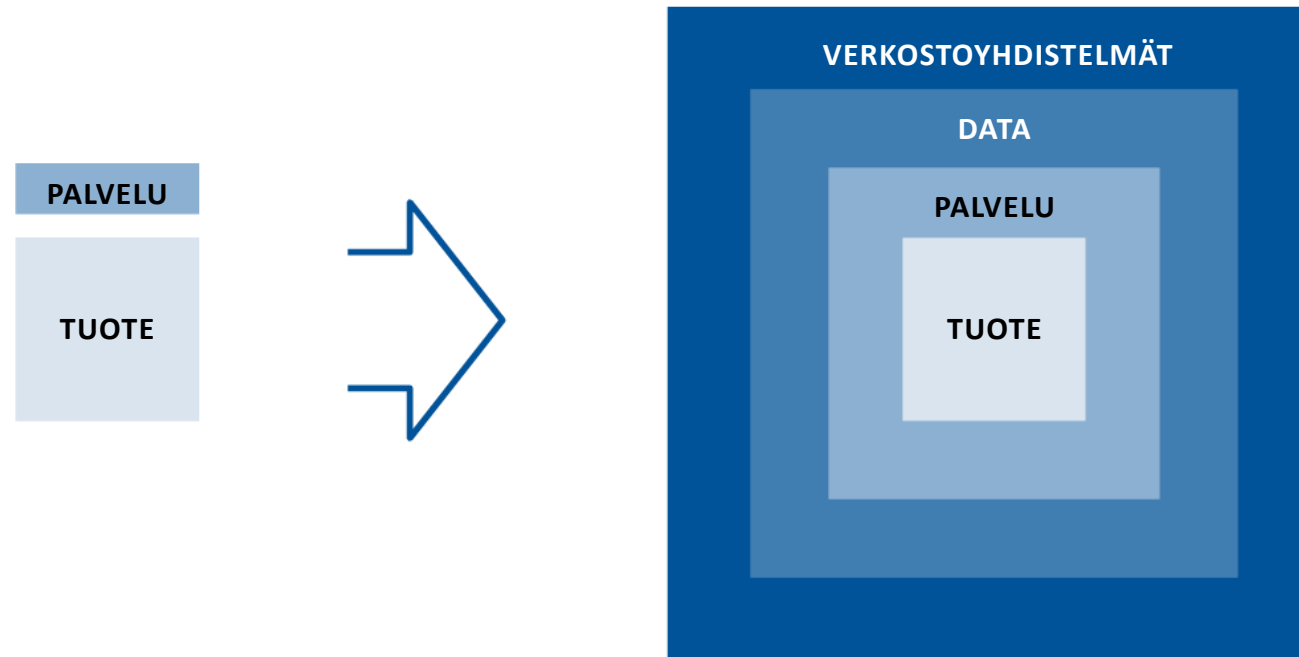 PALVELU
TUOTE
VERKOSTOYHDISTELMÄT
DATA
PALVELU
TUOTE